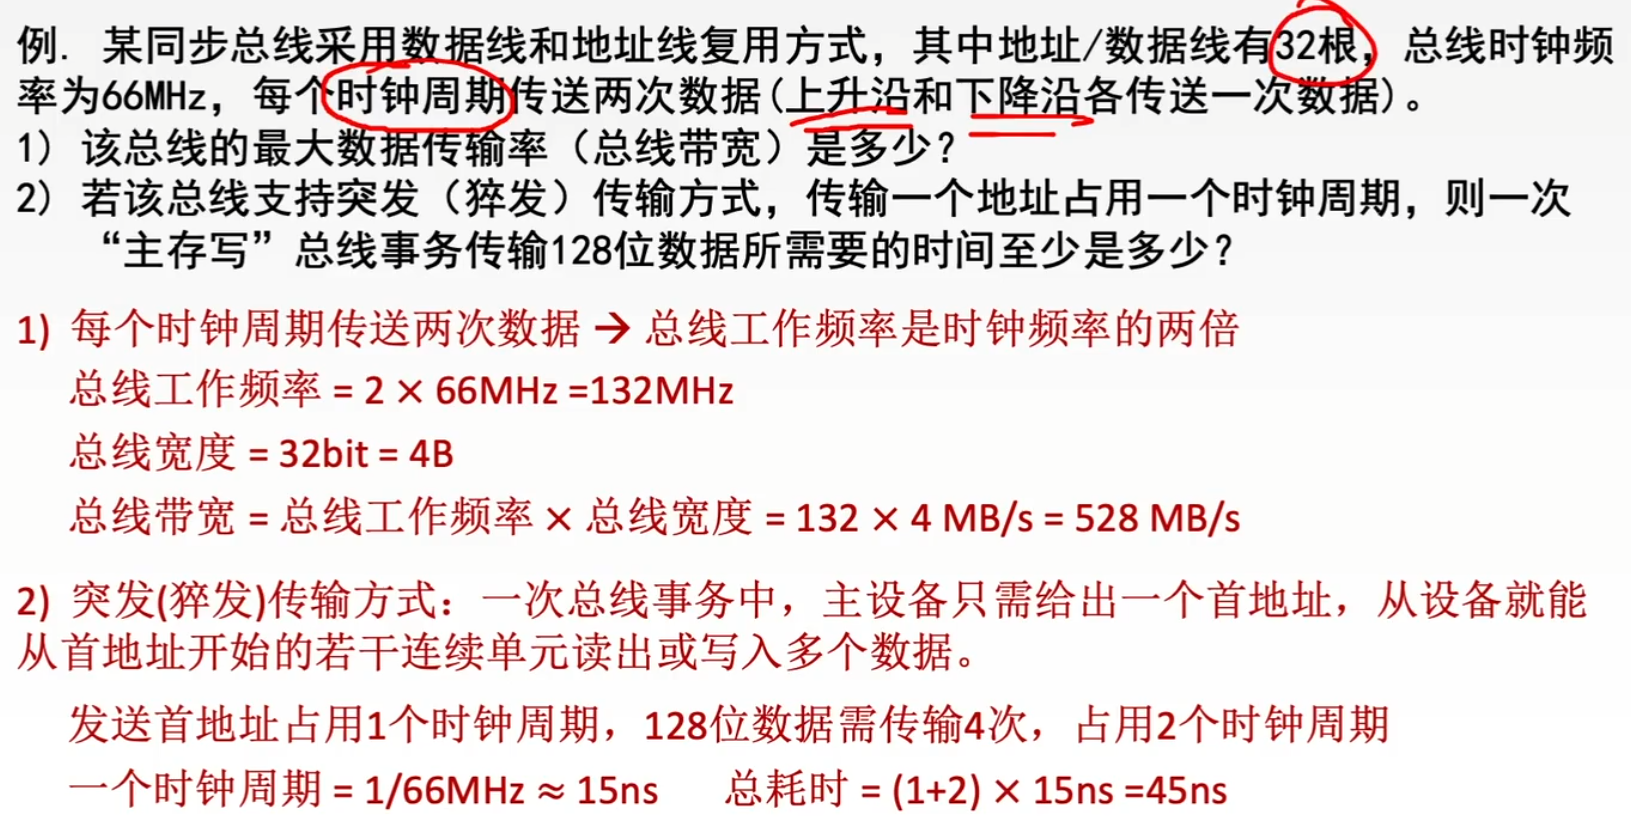 例. 某同步总线采用数据线和地址线复用方式，其中地址/数据线有32根，总线时钟频
率为66MHz，每个时钟周期传送两次数据(上升沿和下降沿各传送一次数据)。
1) 该总线的最大数据传输率（总线带宽）是多少？
2) 若该总线支持突发（猝发）传输方式，传输一个地址占用一个时钟周期，则一次
“主存写”总线事务传输128位数据所需要的时间至少是多少？
1) 每个时钟周期传送两次数据 → 总线工作频率是时钟频率的两倍
总线工作频率 = 2 × 66MHz =132MHz
总线宽度 = 32bit = 4B
总线带宽 = 总线工作频率 × 总线宽度 = 132 × 4 MB/s = 528 MB/s
2) 突发(猝发)传输方式：一次总线事务中，主设备只需给出一个首地址，从设备就能
从首地址开始的若干连续单元读出或写入多个数据。
发送首地址占用1个时钟周期，128位数据需传输4次，占用2个时钟周期
一个时钟周期 = 1/66MHz ≈ 15ns 总耗时 = (1+2) × 15ns =45ns